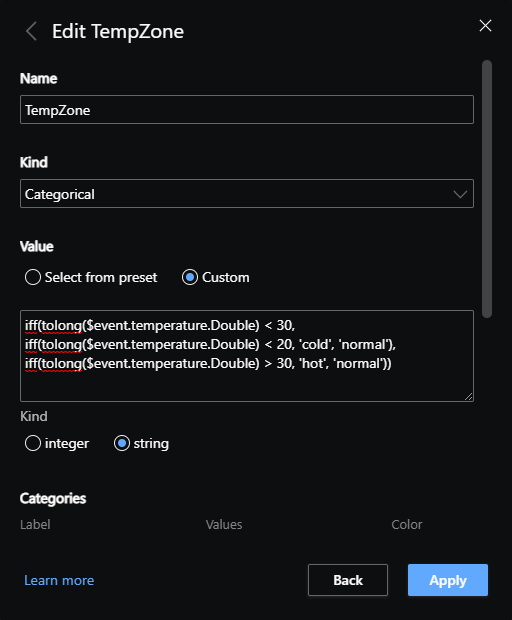 Edit TempZone
Name
TempZone
Kind
Categorical
Value
Select from preset Custom
iff(tolong($event.temperature.Double) < 30,
iff(tolong($event.temperature.Double) < 20, 'cold', 'normal'),
iff(tolong($event.temperature.Double) > 30, 'hot', 'normal'))
Kind
integer string
Categories
Label Values Color
Learn more Back Apply